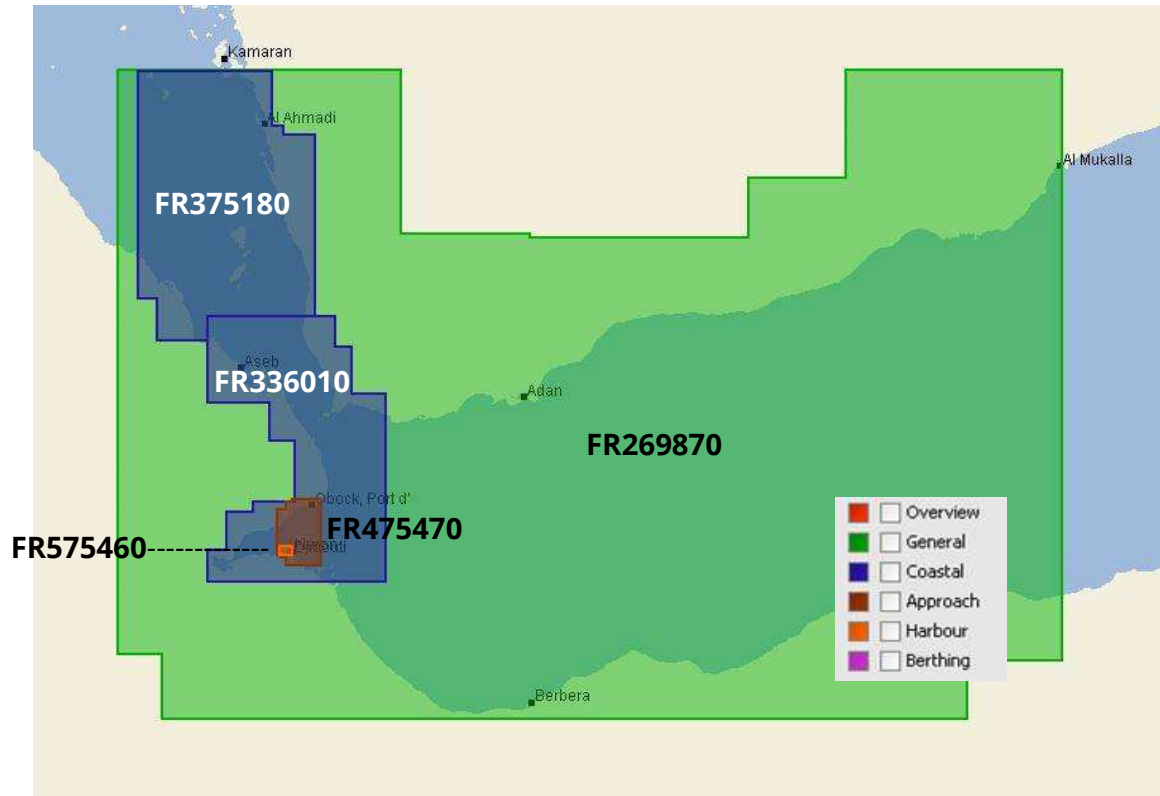 Kamaran
Al Ahmadi
Al Mukalla
FR375180
Aseb
FR336010
Adan
FR269870
Obock, Port d'
FR475470
FR575460-------------
Overview
General
Coastal
Approach
Harbour
Berthing
Berbera